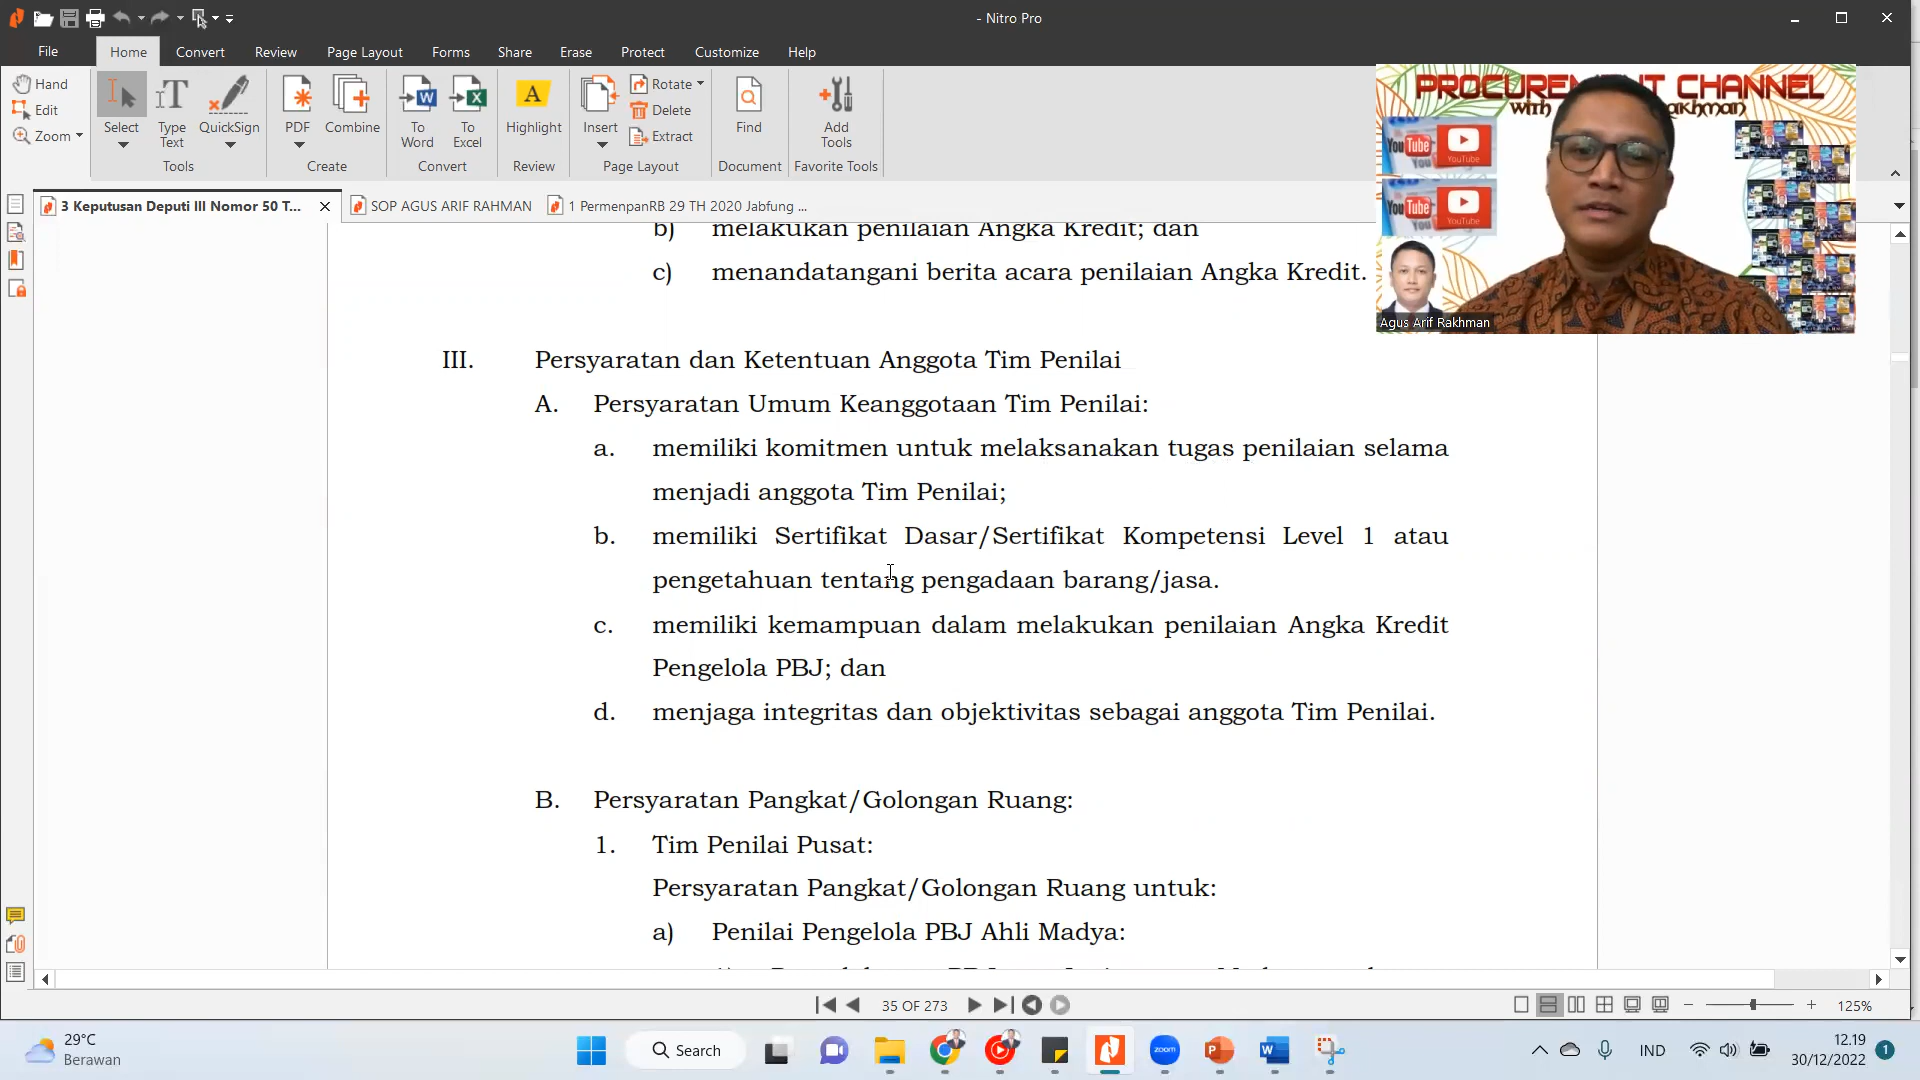 - Nitro Pro
File
Home
Convert
Review
Page Layout
Forms
Share
Erase
Protect
Customize
Help
Hand
Edit
Zoom
Select
Type Text
QuickSign
Tools
PDF
Combine
Create
To Word
To Excel
Convert
Highlight
Review
Insert
Rotate
Delete
Extract
Page Layout
Find
Document
Add Tools
Favorite Tools
PROCUREMENT CHANNEL
with
YouTube
YouTube
YouTube
YouTube
Agus Arif Rakhman
3 Keputusan Deputi III Nomor 50 T...
SOP AGUS ARIF RAHMAN
1 PermenpanRB 29 TH 2020 Jabfung ...
b) melakukan penilaian Angka Kredit; dan
c) menandatangani berita acara penilaian Angka Kredit.
III. Persyaratan dan Ketentuan Anggota Tim Penilai
A. Persyaratan Umum Keanggotaan Tim Penilai:
a. memiliki komitmen untuk melaksanakan tugas penilaian selama
menjadi anggota Tim Penilai;
b. memiliki Sertifikat Dasar/Sertifikat Kompetensi Level 1 atau
pengetahuan tentang pengadaan barang/jasa.
c. memiliki kemampuan dalam melakukan penilaian Angka Kredit
Pengelola PBJ; dan
d. menjaga integritas dan objektivitas sebagai anggota Tim Penilai.
B. Persyaratan Pangkat/Golongan Ruang:
1. Tim Penilai Pusat:
Persyaratan Pangkat/Golongan Ruang untuk:
a) Penilai Pengelola PBJ Ahli Madya:
35 OF 273
125%
29°C
Berawan
Search
zoom
IND
12.19
30/12/2022
1